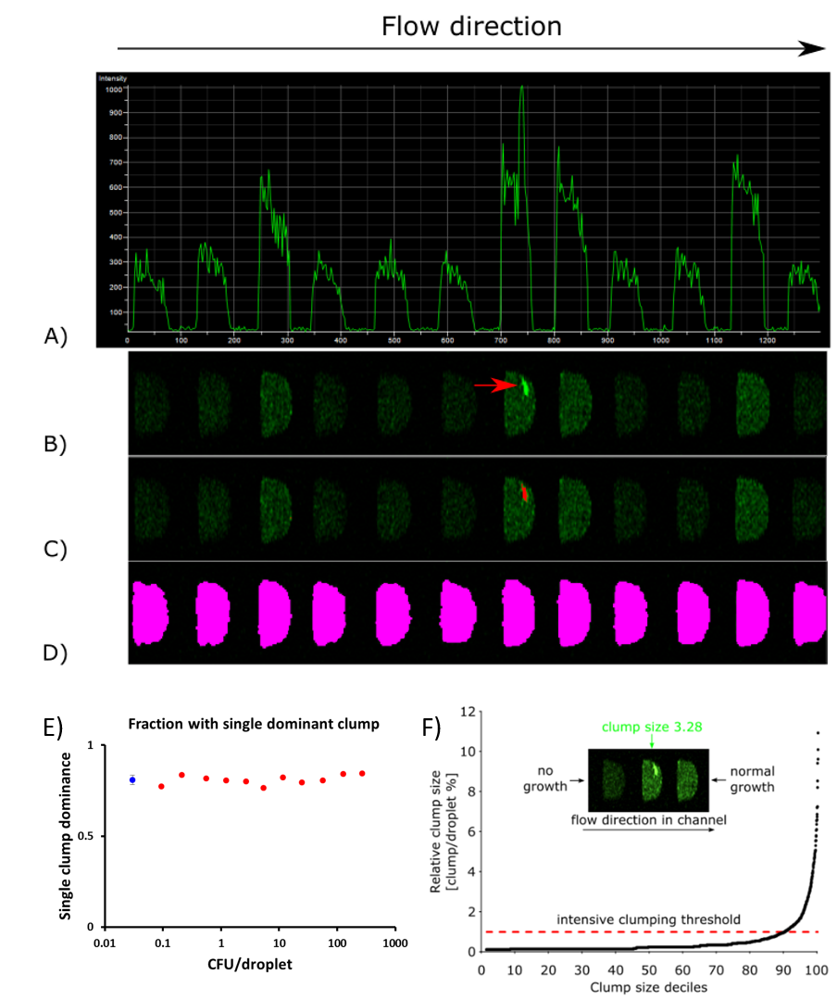 Flow direction
Intensity
1000
900
800
700
600
500
400
300
200
100
0 100 200 300 400 500 600 700 800 900 1000 1100 1200
A)
B)
C)
D)
E)
Fraction with single dominant clump
1
0.5
0
Single clump dominance
0.01 0.1 1 10 100 1000
CFU/droplet
F)
12
10
8
6
4
2
0
Relative clump size
[clump/droplet %]
clump size 3.28
no
growth
normal
growth
flow direction in channel
intensive clumping threshold
0 10 20 30 40 50 60 70 80 90 100
Clump size deciles